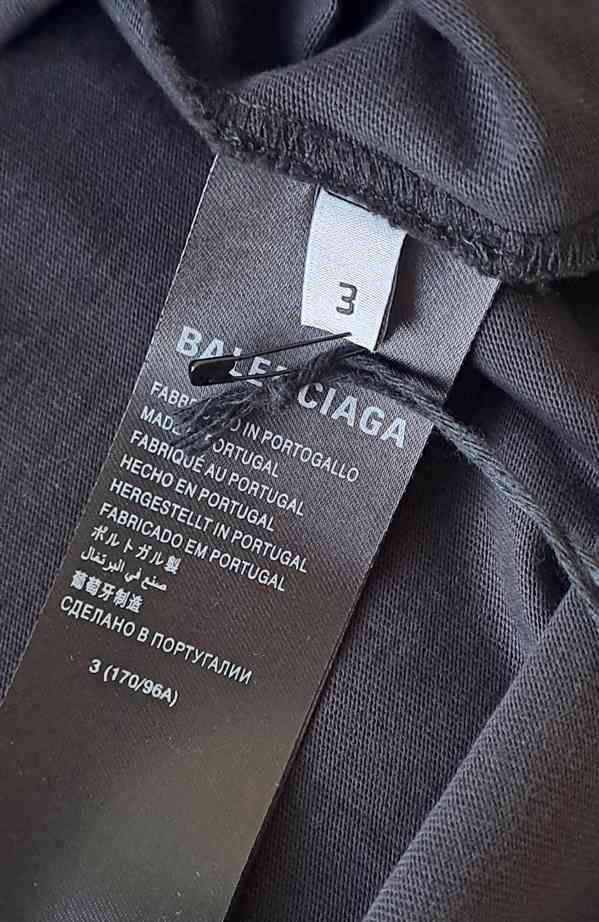 3
BALENCIAGA
FABBRICATO IN PORTOGALLO
MADE IN PORTUGAL
FABRIQUÉ AU PORTUGAL
HECHO EN PORTUGAL
HERGESTELLT IN PORTUGAL
FABRICADO EM PORTUGAL
ポルトガル製
صنع في البرتغال
葡萄牙制造
СДЕЛАНО В ПОРТУГАЛИИ
3 (170/96A)